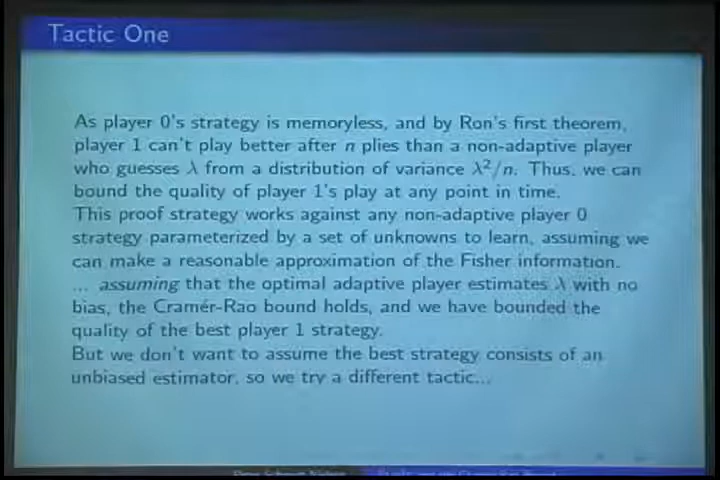 Tactic One
As player 0's strategy is memoryless, and by Ron's first theorem,
player 1 can't play better after n plies than a non-adaptive player
who guesses λ from a distribution of variance λ²/n. Thus, we can
bound the quality of player 1's play at any point in time.
This proof strategy works against any non-adaptive player 0
strategy parameterized by a set of unknowns to learn, assuming we
can make a reasonable approximation of the Fisher information.
... assuming that the optimal adaptive player estimates λ with no
bias, the Cramér-Rao bound holds, and we have bounded the
quality of the best player 1 strategy.
But we don't want to assume the best strategy consists of an
unbiased estimator, so we try a different tactic...